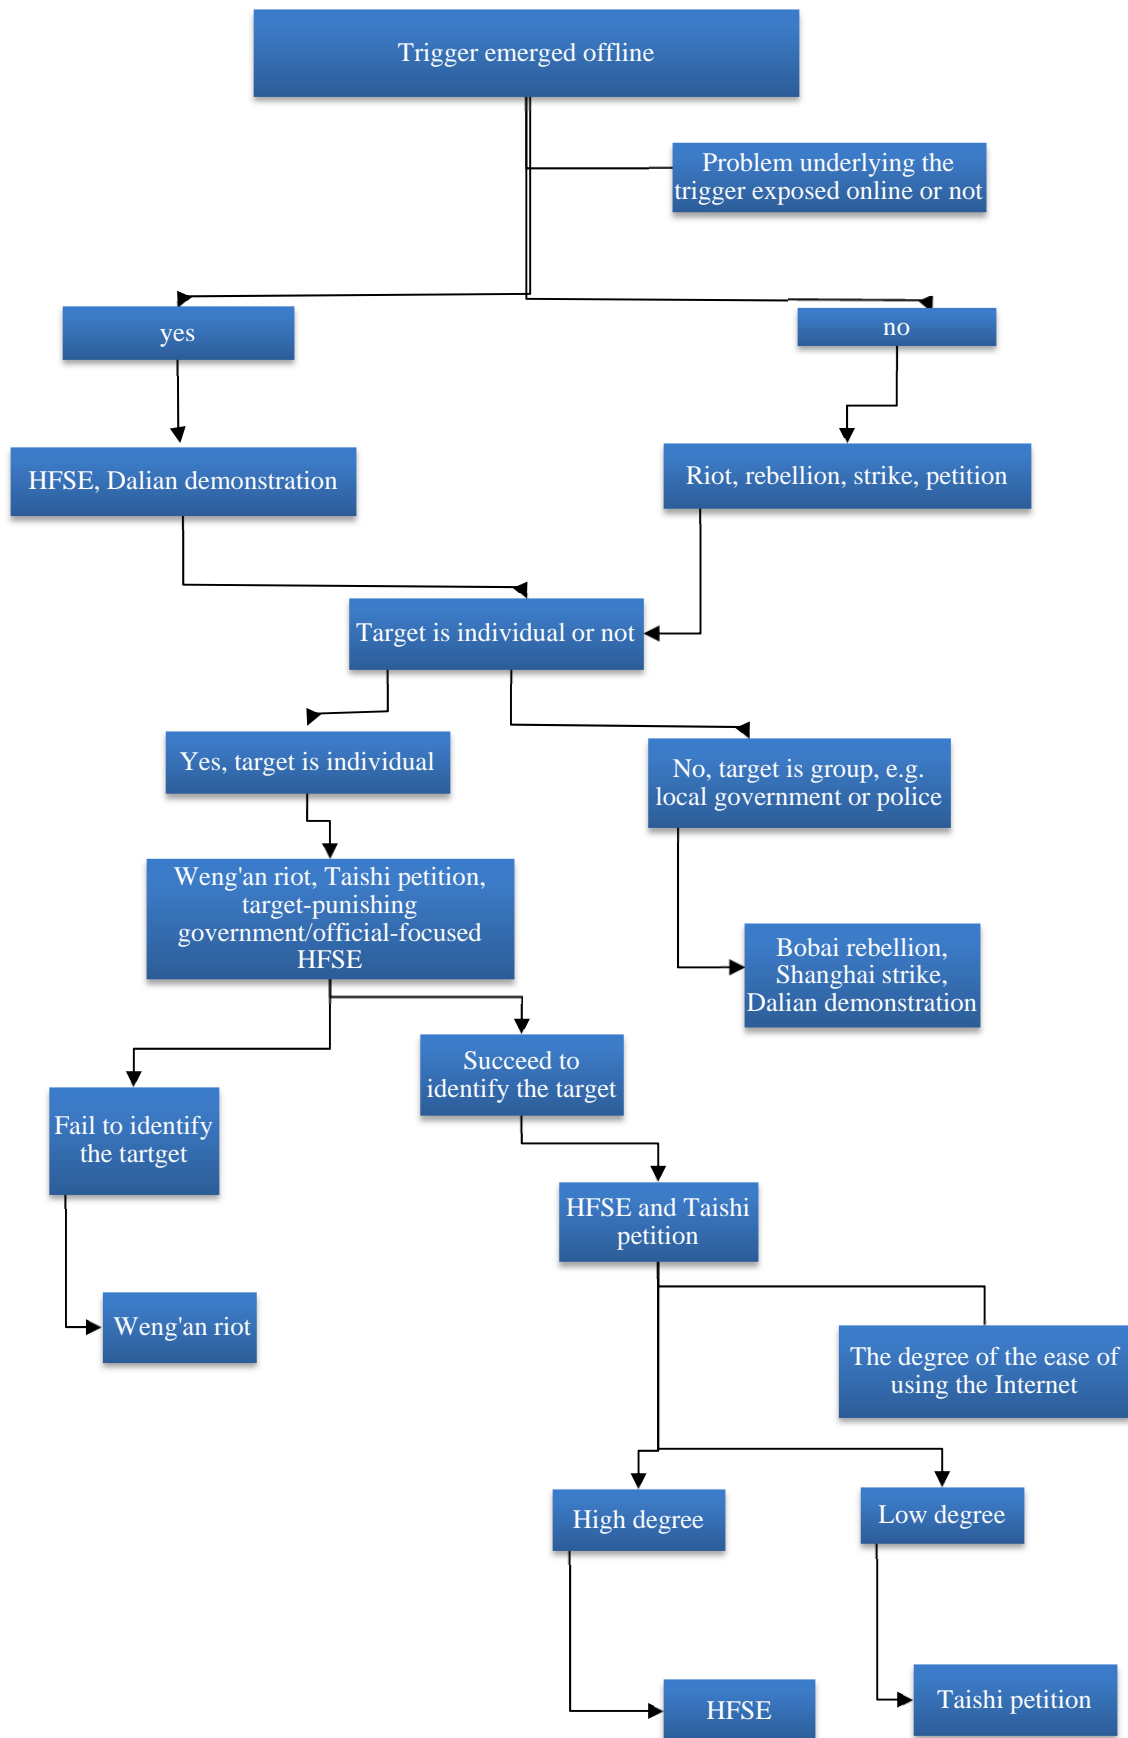 Trigger emerged offline
Problem underlying the
trigger exposed online or not
yes
no
HFSE, Dalian demonstration
Riot, rebellion, strike, petition
Target is individual or not
Yes, target is individual
No, target is group, e.g.
local government or police
Weng'an riot, Taishi petition,
target-punishing
government/official-focused
HFSE
Bobai rebellion,
Shanghai strike,
Dalian demonstration
Succeed to
identify the target
Fail to identify
the tartget
HFSE and Taishi
petition
Weng'an riot
The degree of the ease of
using the Internet
High degree
Low degree
HFSE
Taishi petition